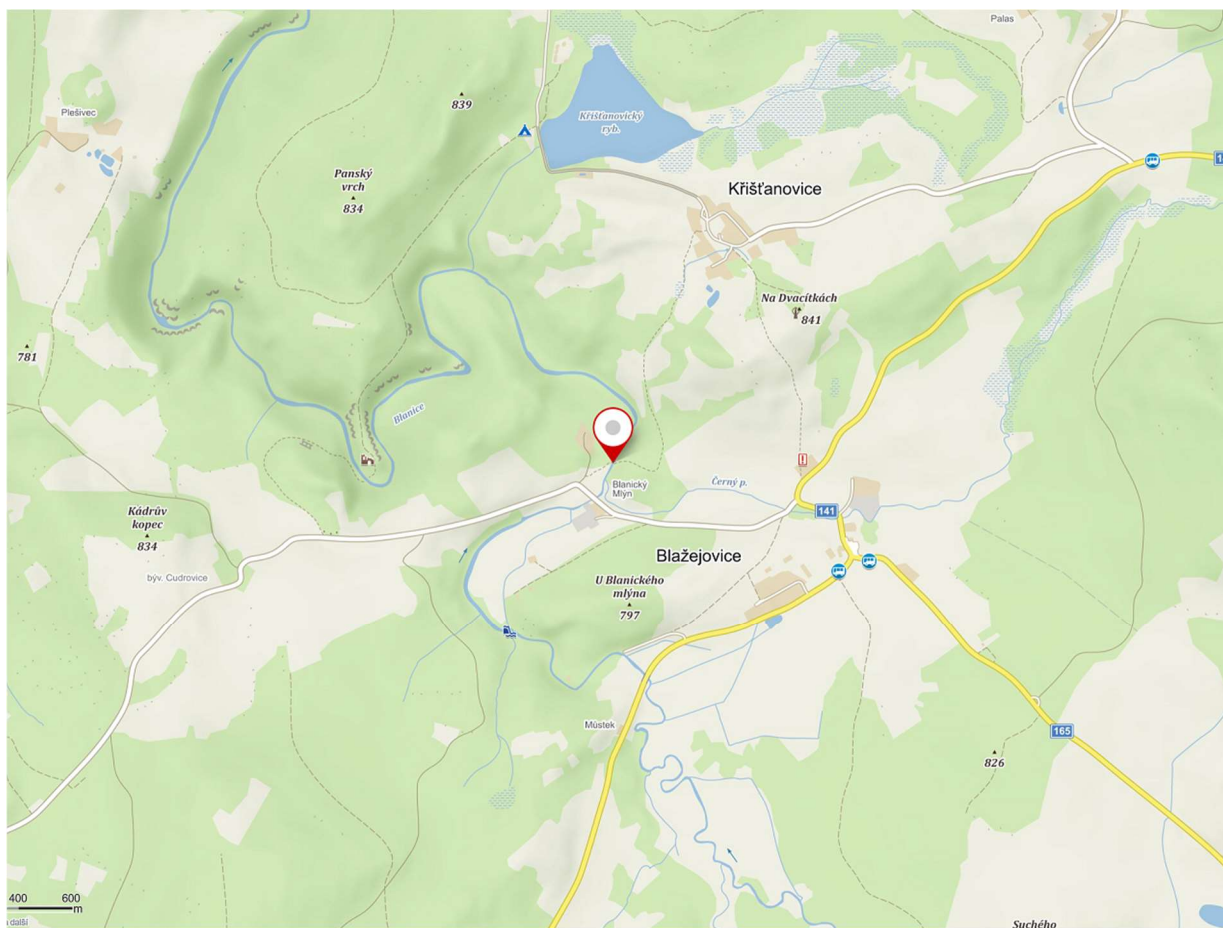 Palas
839
Plešivec
Křišťanovický
ryb.
Panský
vrch
834
Křišťanovice
Na Dvacítkách
841
781
Blanice
Blanický
Mlýn
Černý p.
141
Kádrův
kopec
834
Blažejovice
býv. Cudrovice
U Blanického
mlýna
797
Můstek
165
826
400 600
m
další
Suchého